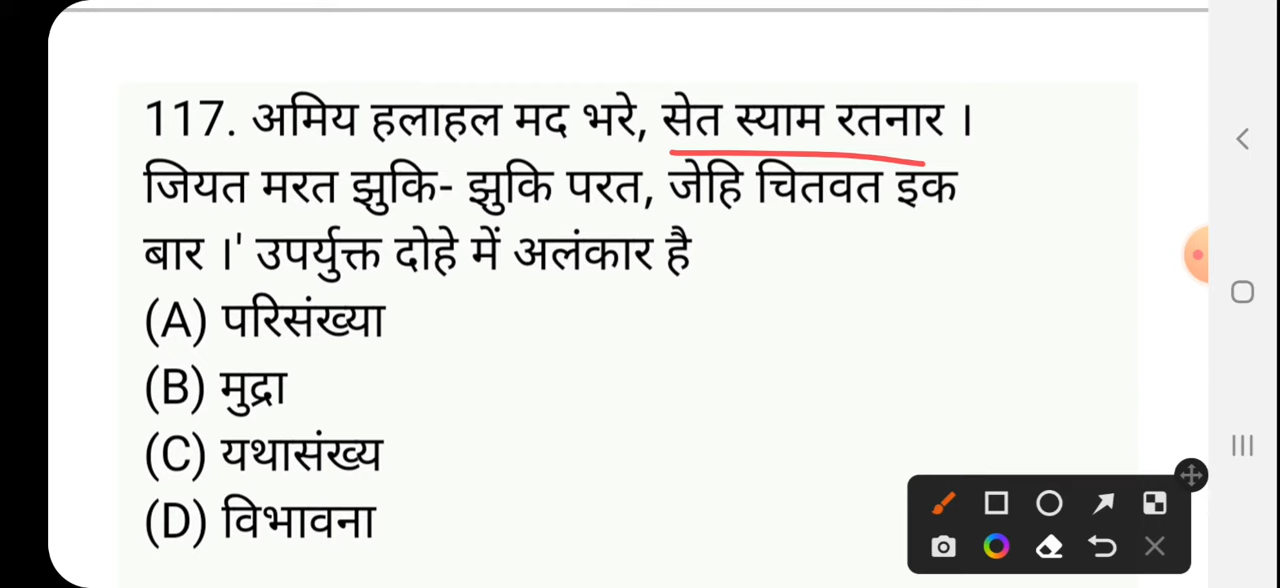 117. अमिय हलाहल मद भरे, सेत स्याम रतनार ।
जियत मरत झुकि- झुकि परत, जेहि चितवत इक
बार ।' उपर्युक्त दोहे में अलंकार है
(A) परिसंख्या
(B) मुद्रा
(C) यथासंख्य
(D) विभावना